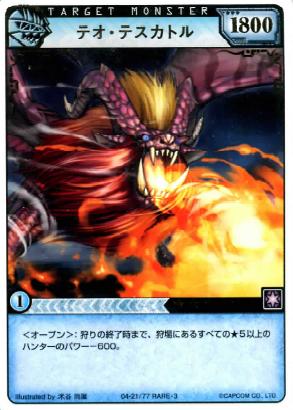 TARGET MONSTER
テオ・テスカトル
1800
1
<オープン>：狩りの終了時まで、狩場にあるすべての★5以上の
ハンターのパワー－600。
Illustrated by
04-21/77 RARE-3
©CAPCOM CO., LTD.